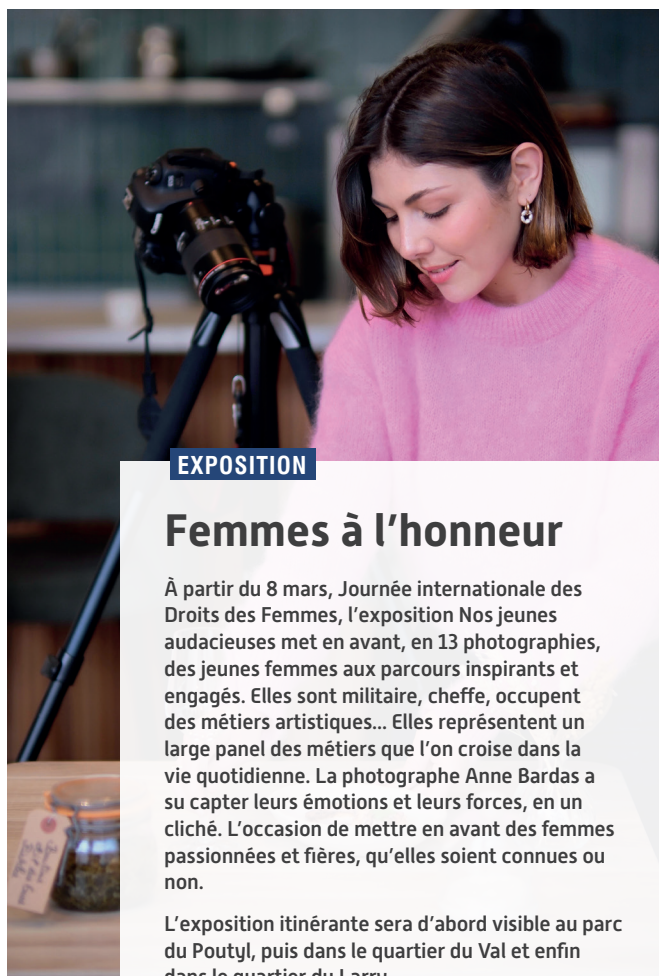 EXPOSITION
Femmes à l’honneur
À partir du 8 mars, Journée internationale des
Droits des Femmes, l’exposition Nos jeunes
audacieuses met en avant, en 13 photographies,
des jeunes femmes aux parcours inspirants et
engagés. Elles sont militaire, cheffe, occupent
des métiers artistiques... Elles représentent un
large panel des métiers que l’on croise dans la
vie quotidienne. La photographe Anne Bardas a
su capter leurs émotions et leurs forces, en un
cliché. L’occasion de mettre en avant des femmes
passionnées et fières, qu’elles soient connues ou
non.
L’exposition itinérante sera d’abord visible au parc
du Poutyl, puis dans le quartier du Val et enfin
dans le quartier du Larry.